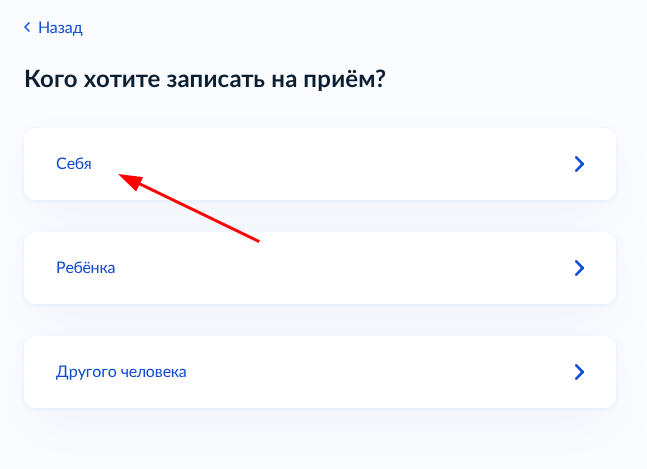 Назад
Кого хотите записать на приём?
Себя
Ребёнка
Другого человека